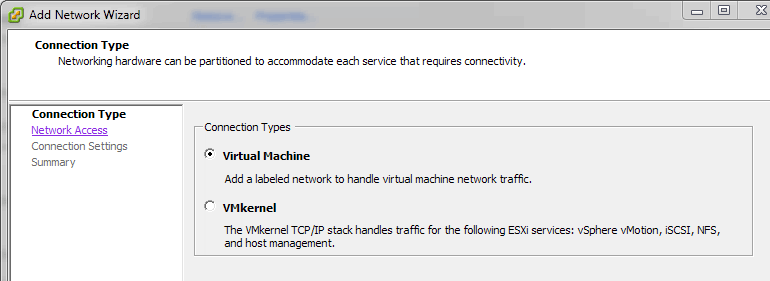 Add Network Wizard
Connection Type
Networking hardware can be partitioned to accommodate each service that requires connectivity.
Connection Type
Network Access
Connection Settings
Summary
Connection Types
Virtual Machine
Add a labeled network to handle virtual machine network traffic.
VMkernel
The VMkernel TCP/IP stack handles traffic for the following ESXi services: vSphere vMotion, iSCSI, NFS,
and host management.